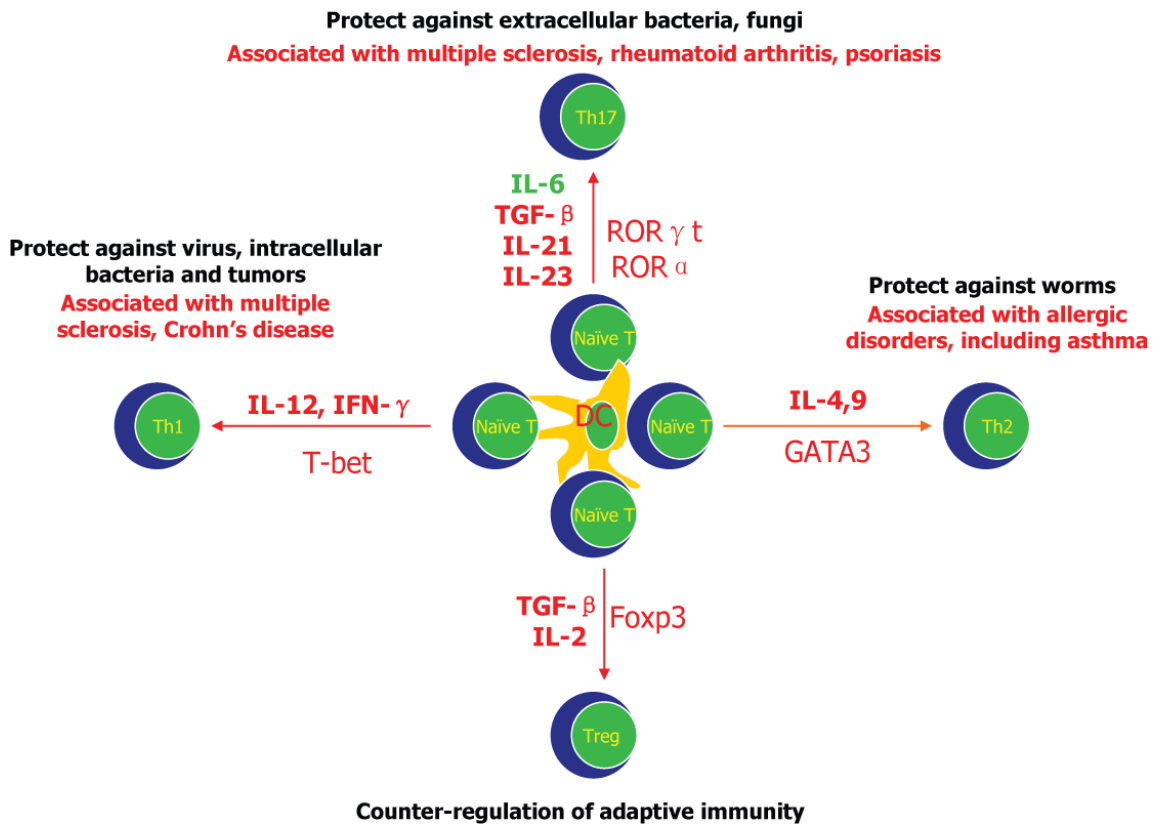 Protect against extracellular bacteria, fungi
Associated with multiple sclerosis, rheumatoid arthritis, psoriasis
Th17
IL-6
TGF- β
IL-21
IL-23
ROR γ t
ROR α
Protect against virus, intracellular
bacteria and tumors
Associated with multiple
sclerosis, Crohn’s disease
Protect against worms
Associated with allergic
disorders, including asthma
Naïve T
Th1
IL-12, IFN- γ
T-bet
Naïve T
DC
Naïve T
IL-4,9
GATA3
Th2
Naïve T
TGF- β
IL-2
Foxp3
Treg
Counter-regulation of adaptive immunity